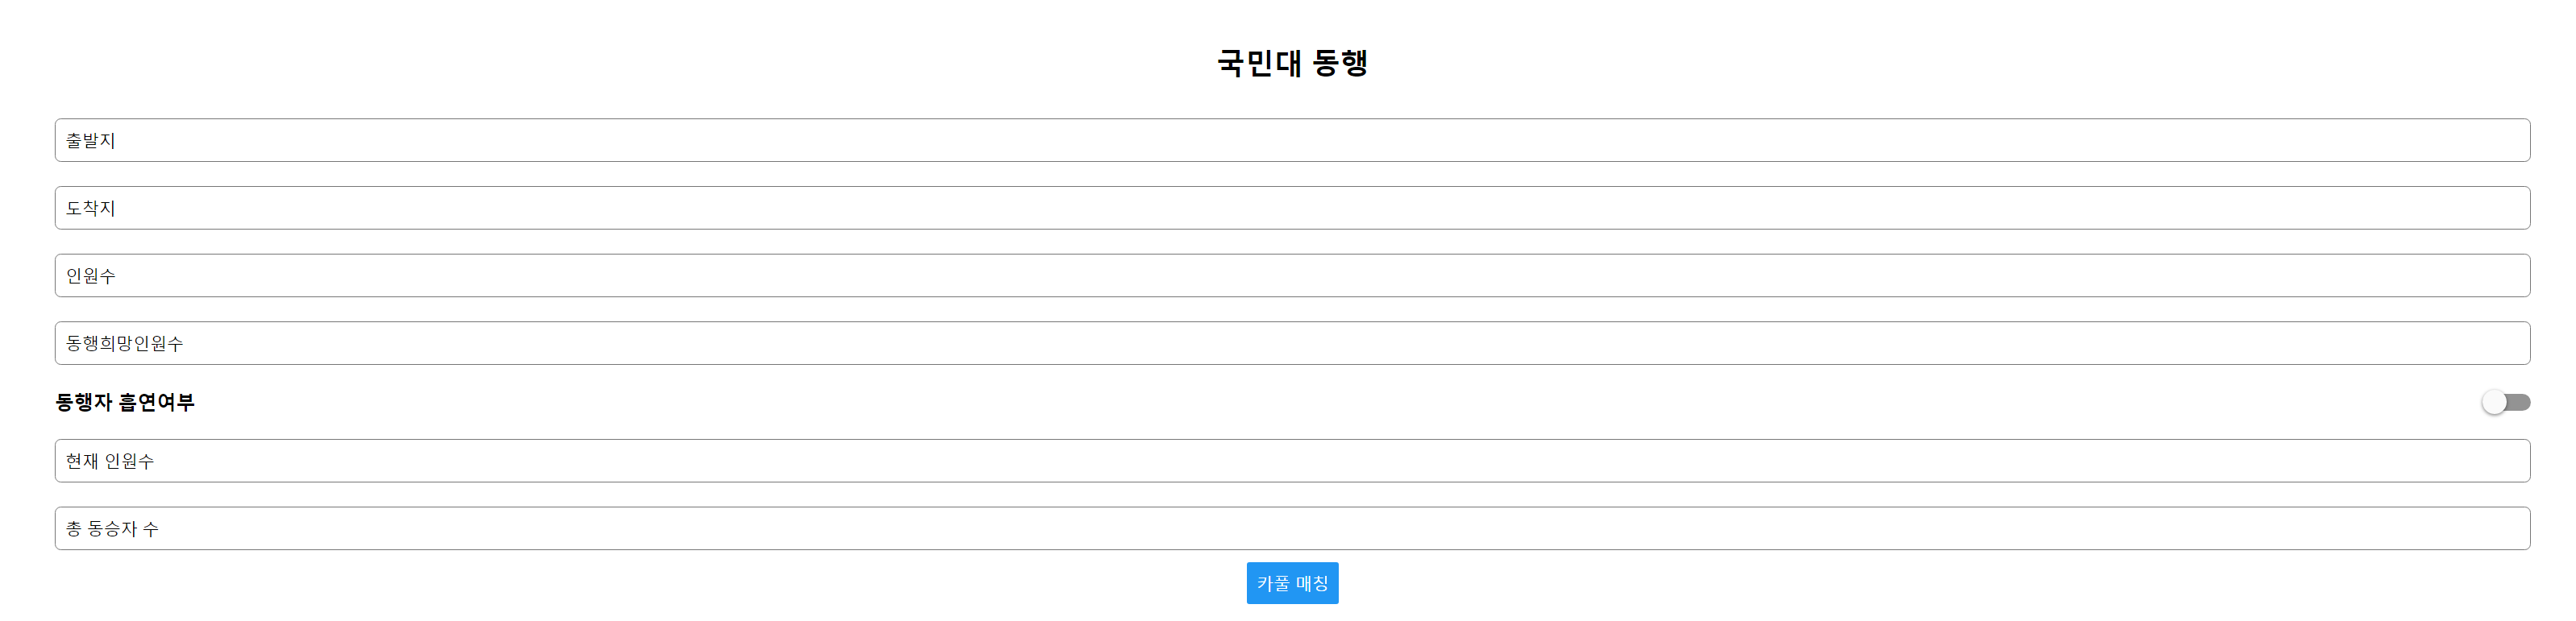 국민대 동행
출발지
도착지
인원수
동행희망인원수
동행자 흡연여부
현재 인원수
총 동승자 수
카풀 매칭